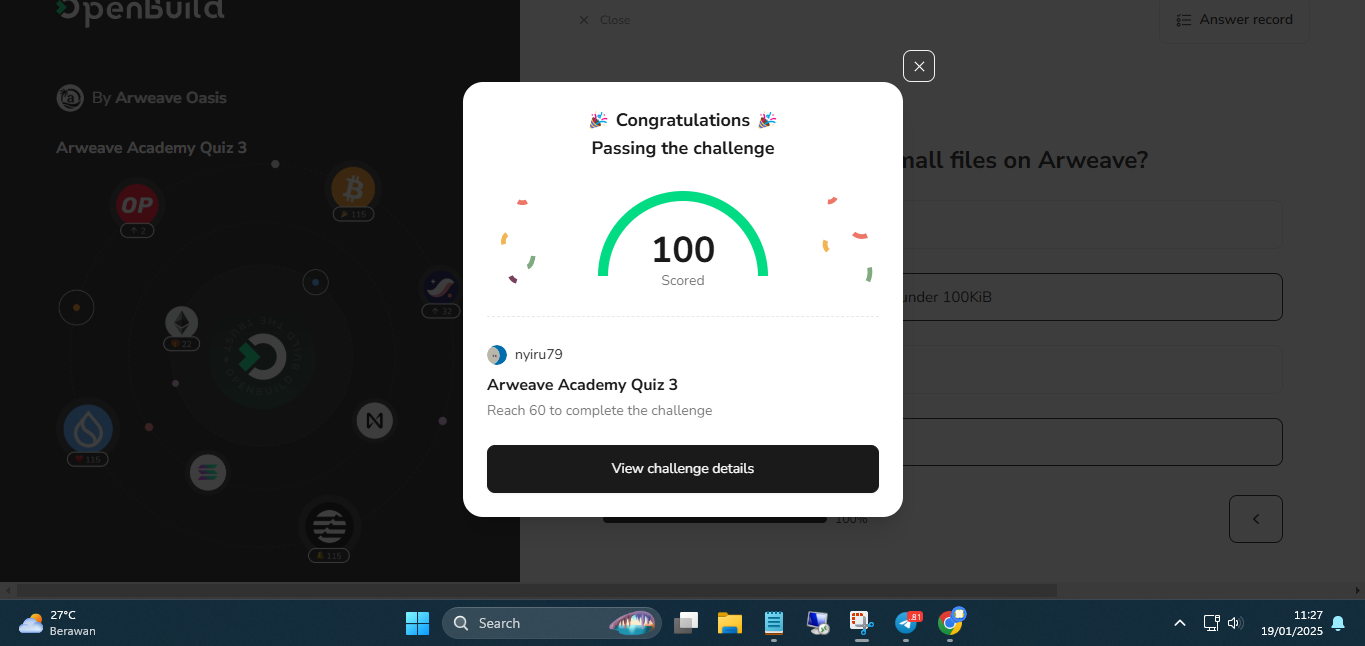 OpenBuild
Close
Answer record
By Arweave Oasis
Arweave Academy Quiz 3
mall files on Arweave?
OP
2
115
under 100KiB
32
22
115
115
Congratulations
Passing the challenge
100
Scored
nyiru79
Arweave Academy Quiz 3
Reach 60 to complete the challenge
View challenge details
100%
27°C
Berawan
Search
81
11:27
19/01/2025